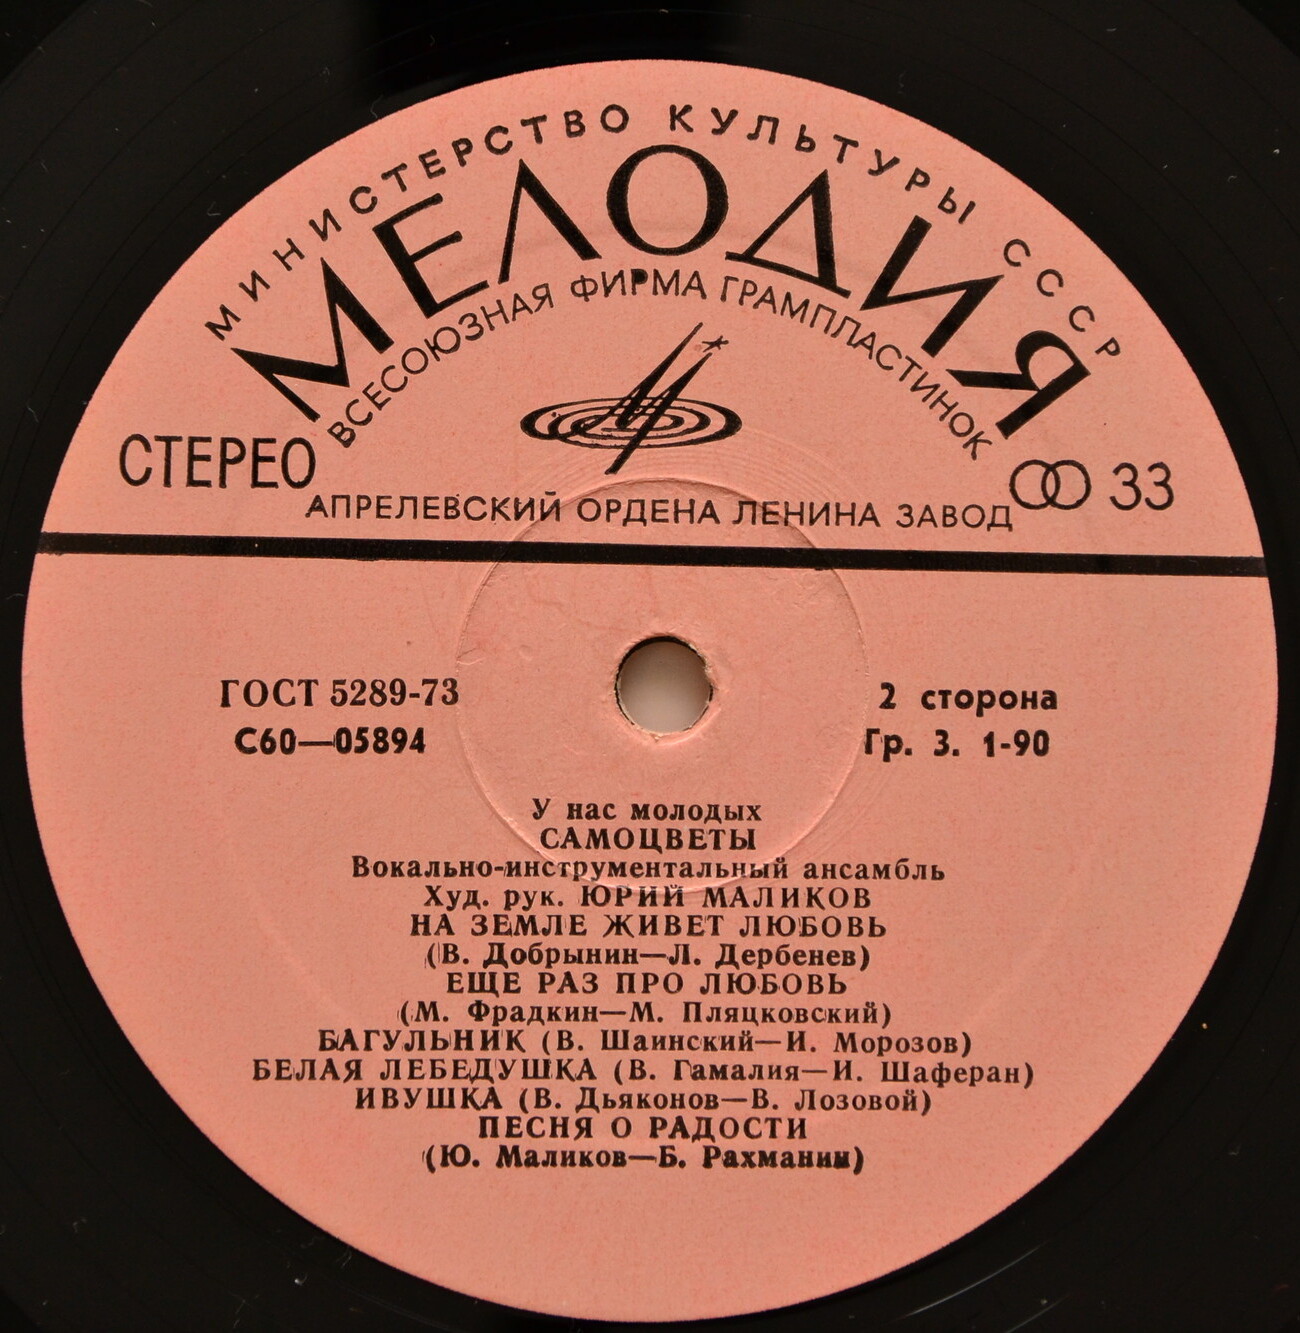 МИНИСТЕРСТВО КУЛЬТУРЫ СССР
МЕЛОДИЯ
ВСЕСОЮЗНАЯ ФИРМА ГРАМПЛАСТИНОК
СТЕРЕО
33
АПРЕЛЕВСКИЙ ОРДЕНА ЛЕНИНА ЗАВОД
ГОСТ 5289-73
2 сторона
С60—05894
Гр. 3. 1-90
У нас молодых
САМОЦВЕТЫ
Вокально-инструментальный ансамбль
Худ. рук. ЮРИЙ МАЛИКОВ
НА ЗЕМЛЕ ЖИВЕТ ЛЮБОВЬ
(В. Добрынин—Л. Дербенев)
ЕЩЕ РАЗ ПРО ЛЮБОВЬ
(М. Фрадкин—М. Пляцковский)
БАГУЛЬНИК (В. Шаинский—И. Морозов)
БЕЛАЯ ЛЕБЕДУШКА (В. Гамалия—И. Шаферан)
ИВУШКА (В. Дьяконов—В. Лозовой)
ПЕСНЯ О РАДОСТИ
(Ю. Маликов—Б. Рахманин)